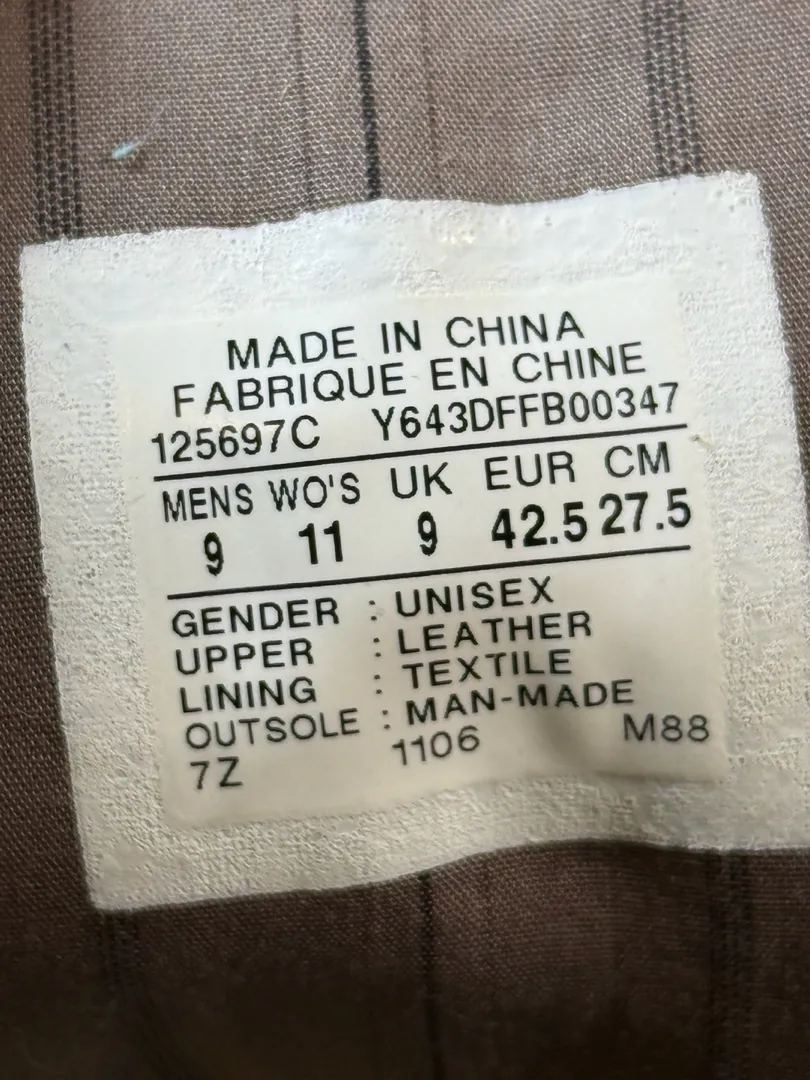 MADE IN CHINA
FABRIQUE EN CHINE
125697C Y643DFFB00347
MENS WO'S UK EUR CM
9 11 9 42.5 27.5
GENDER : UNISEX
UPPER : LEATHER
LINING : TEXTILE
OUTSOLE : MAN-MADE
7Z 1106 M88